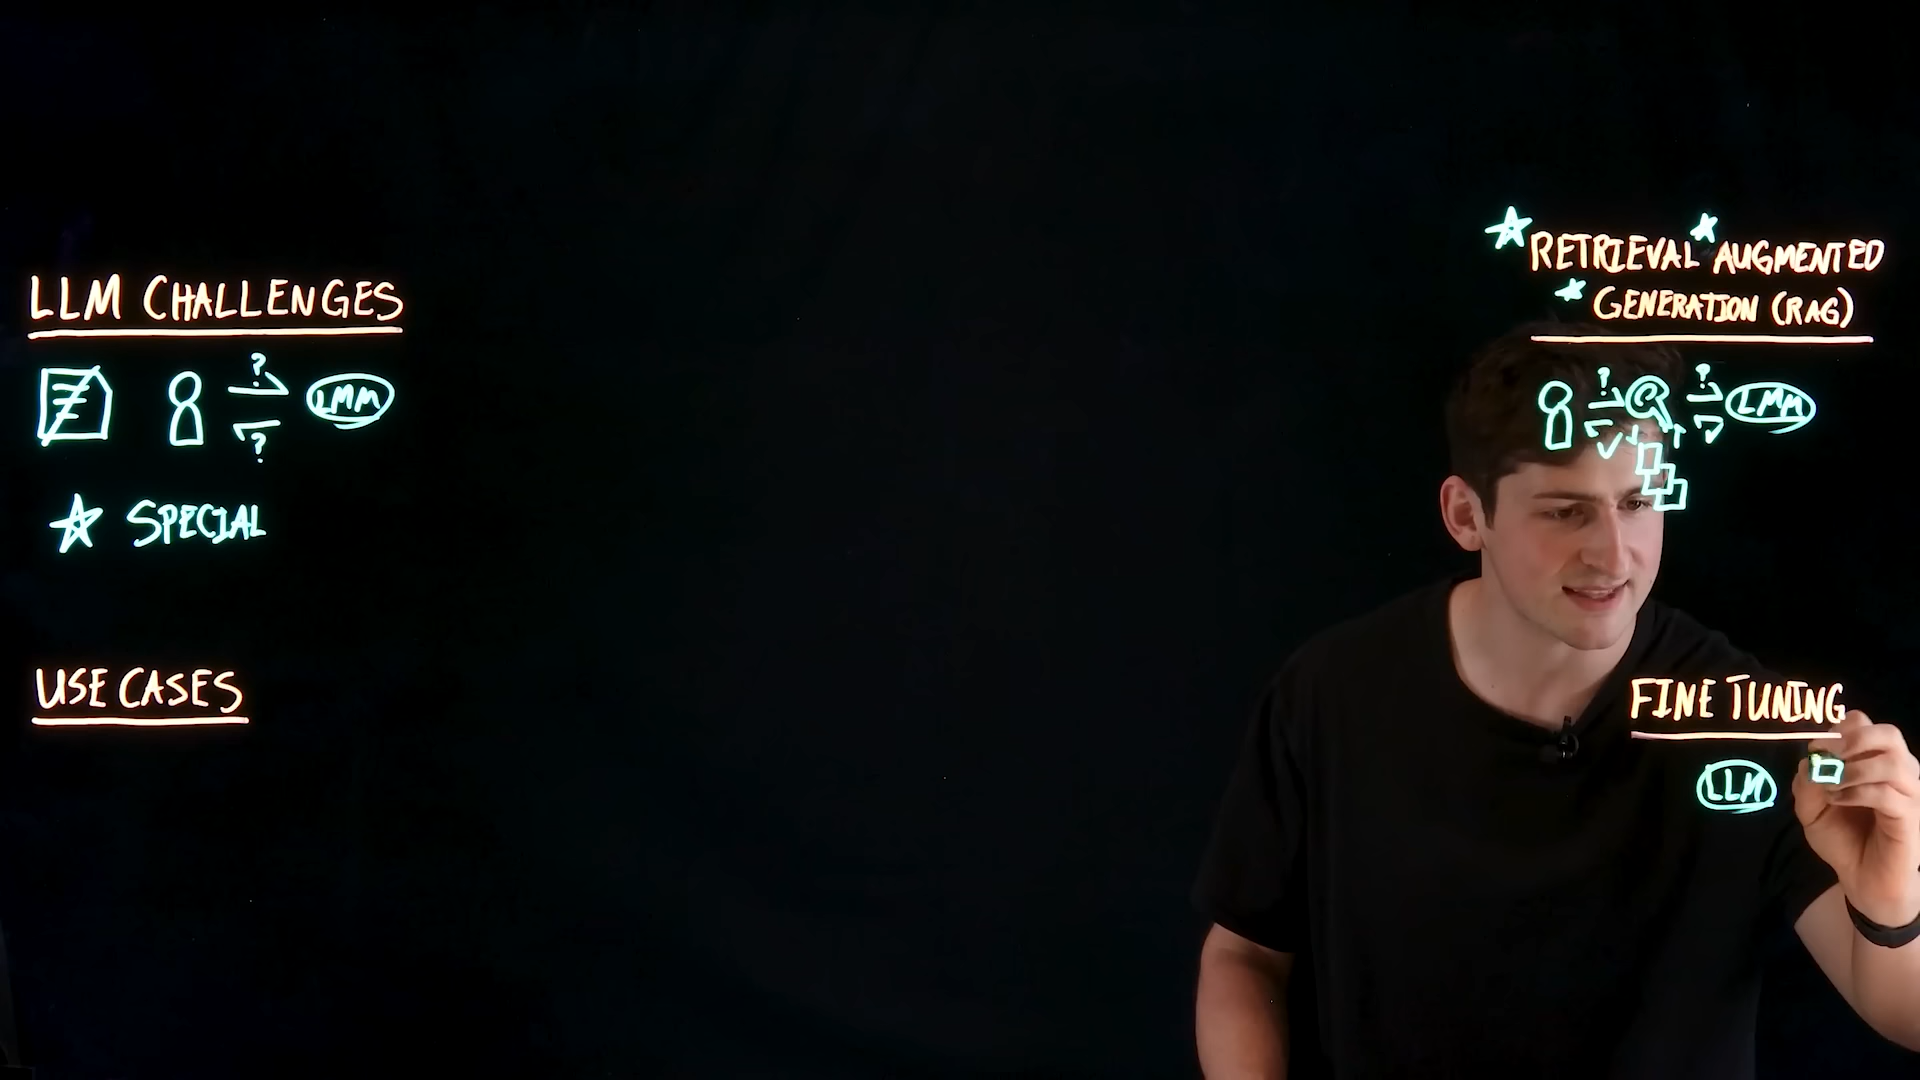 LLM CHALLENGES
?
LMM
?
SPECIAL
USE CASES
RETRIEVAL AUGMENTED
GENERATION (RAG)
? ?
LMM
FINE TUNING
LLM